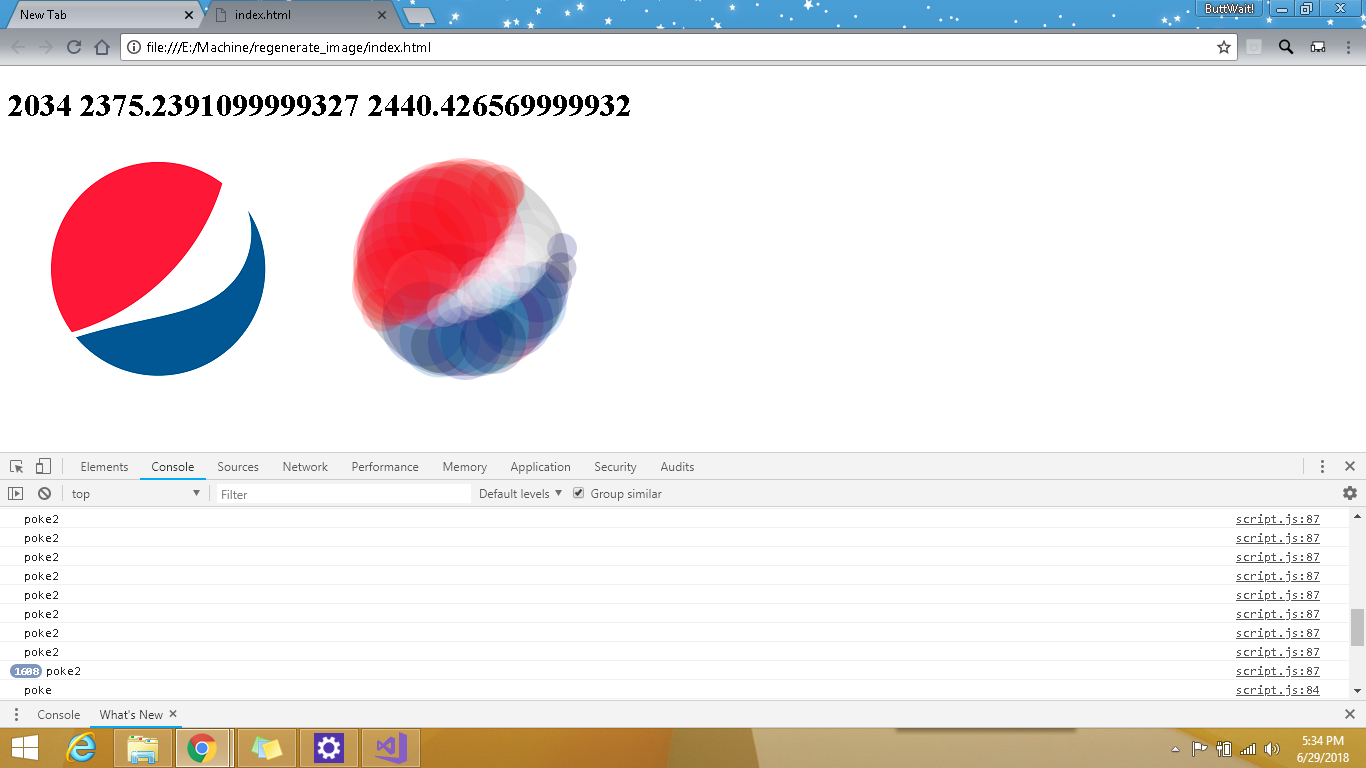 New Tab
index.html
ButtWait!
file:///E:/Machine/regenerate_image/index.html
2034 2375.2391099999327 2440.426569999932
Elements Console Sources Network Performance Memory Application Security Audits
top Filter Default levels Group similar
poke2 script.js:87
poke2 script.js:87
poke2 script.js:87
poke2 script.js:87
poke2 script.js:87
poke2 script.js:87
poke2 script.js:87
poke2 script.js:87
1608 poke2 script.js:87
poke script.js:84
Console What's New
5:34 PM
6/29/2018